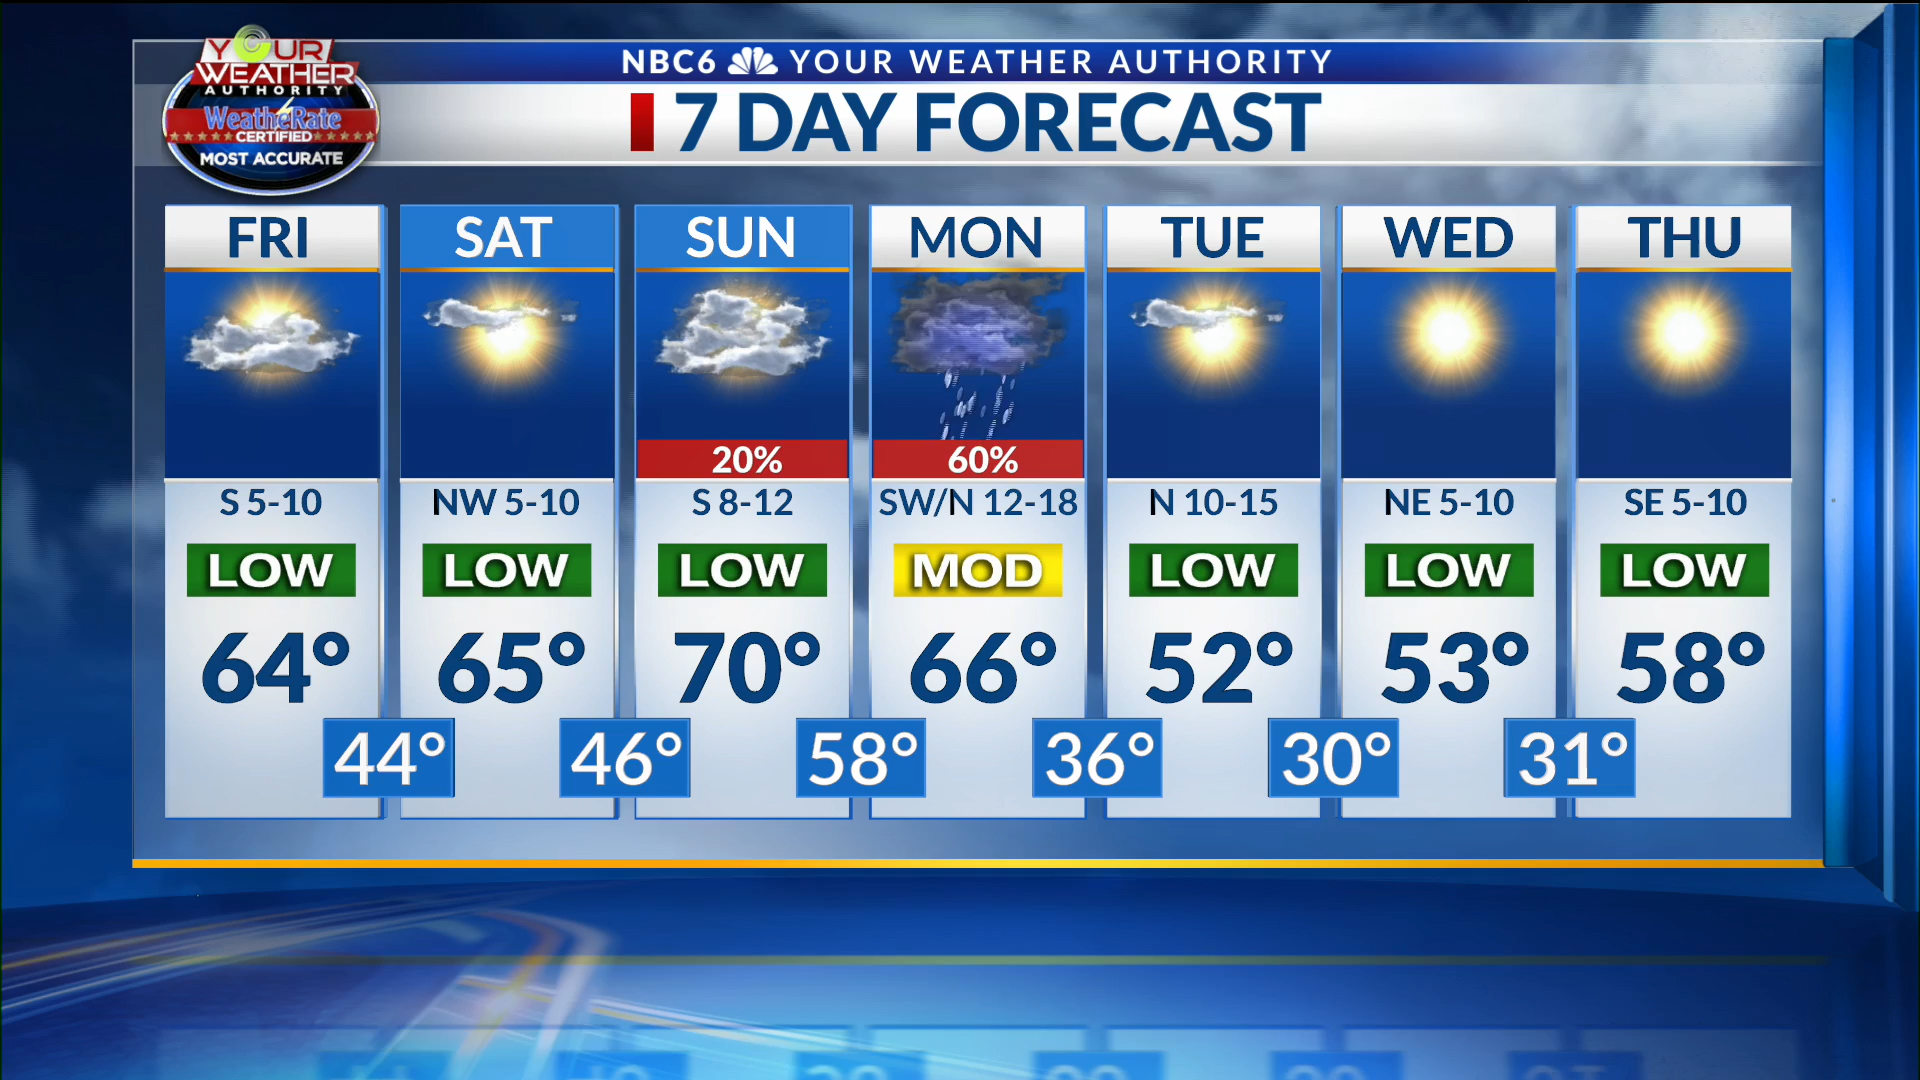 YOUR
WEATHER
AUTHORITY
WeatheRate
CERTIFIED
MOST ACCURATE
NBC6 YOUR WEATHER AUTHORITY
7 DAY FORECAST
FRI SAT SUN MON TUE WED THU
20% 60%
S 5-10 NW 5-10 S 8-12 SW/N 12-18 N 10-15 NE 5-10 SE 5-10
LOW LOW LOW MOD LOW LOW LOW
64° 65° 70° 66° 52° 53° 58°
44° 46° 58° 36° 30° 31°